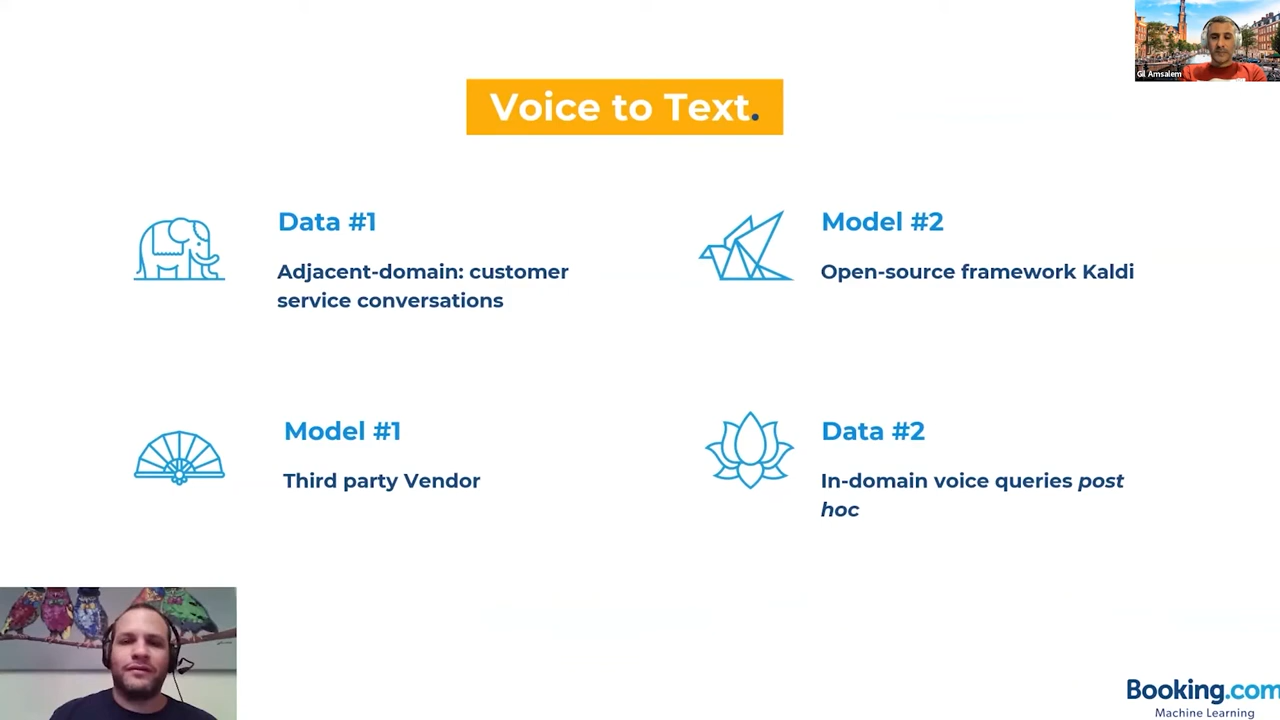 Gil Amsalem
Voice to Text.
Data #1
Adjacent-domain: customer
service conversations
Model #2
Open-source framework Kaldi
Model #1
Third party Vendor
Data #2
In-domain voice queries post
hoc
Booking.com
Machine Learning